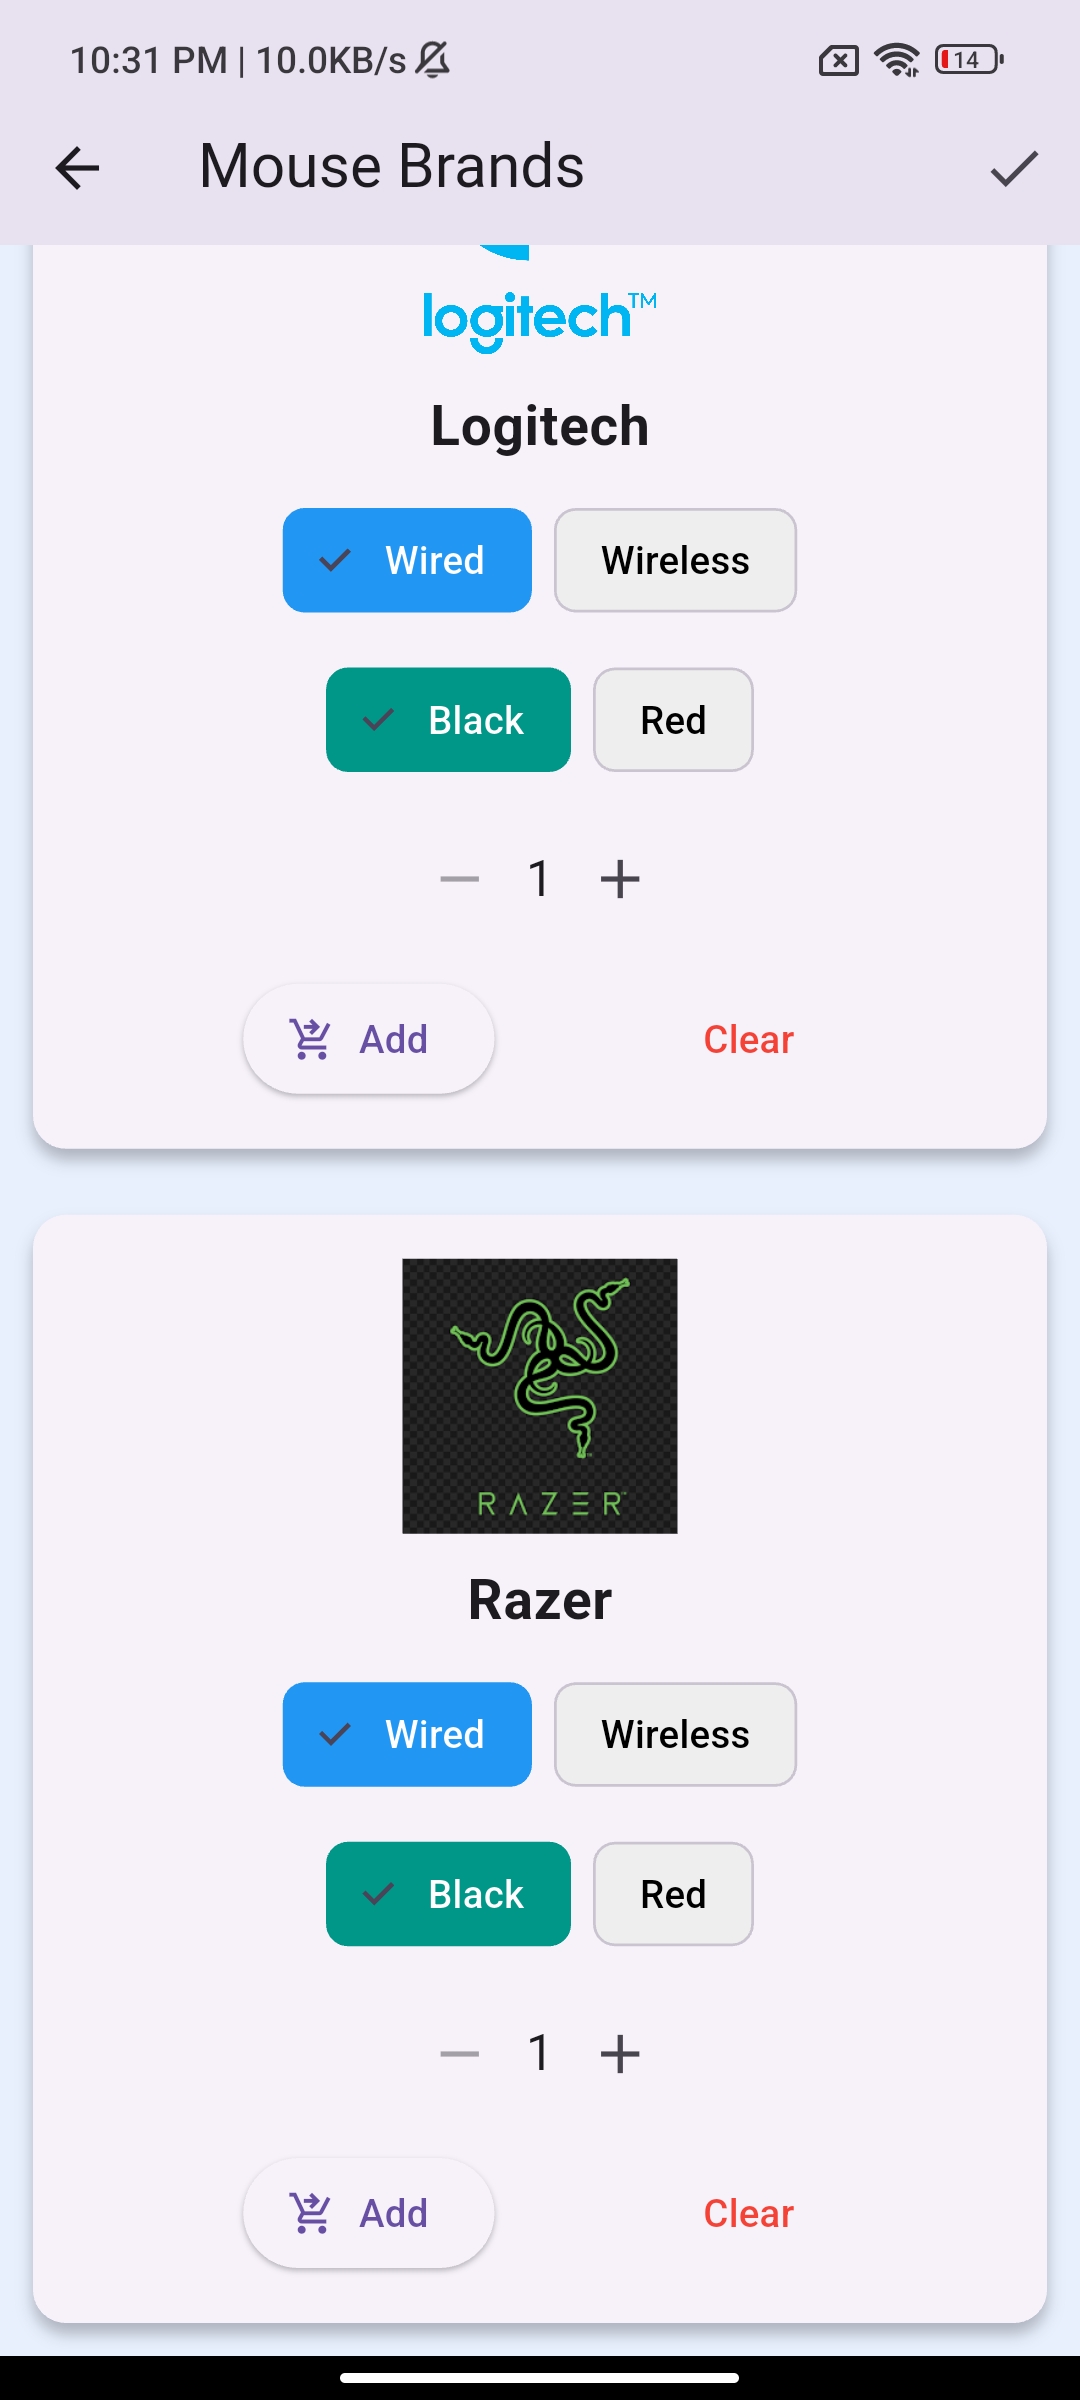 10:31 PM | 10.0KB/s 14
Mouse Brands
logitech™
Logitech
Wired Wireless
Black Red
1
Add Clear
RAZER™
Razer
Wired Wireless
Black Red
1
Add Clear